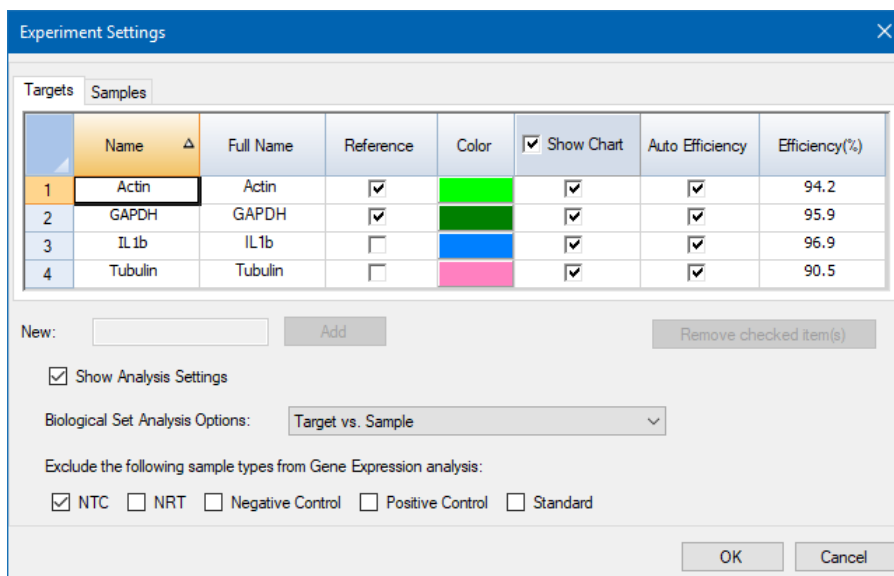 Experiment Settings
Targets Samples
Name Full Name Reference Color Show Chart Auto Efficiency Efficiency(%)
1 Actin Actin 94.2
2 GAPDH GAPDH 95.9
3 IL1b IL1b 96.9
4 Tubulin Tubulin 90.5
New: Add Remove checked item(s)
Show Analysis Settings
Biological Set Analysis Options: Target vs. Sample
Exclude the following sample types from Gene Expression analysis:
NTC NRT Negative Control Positive Control Standard
OK Cancel